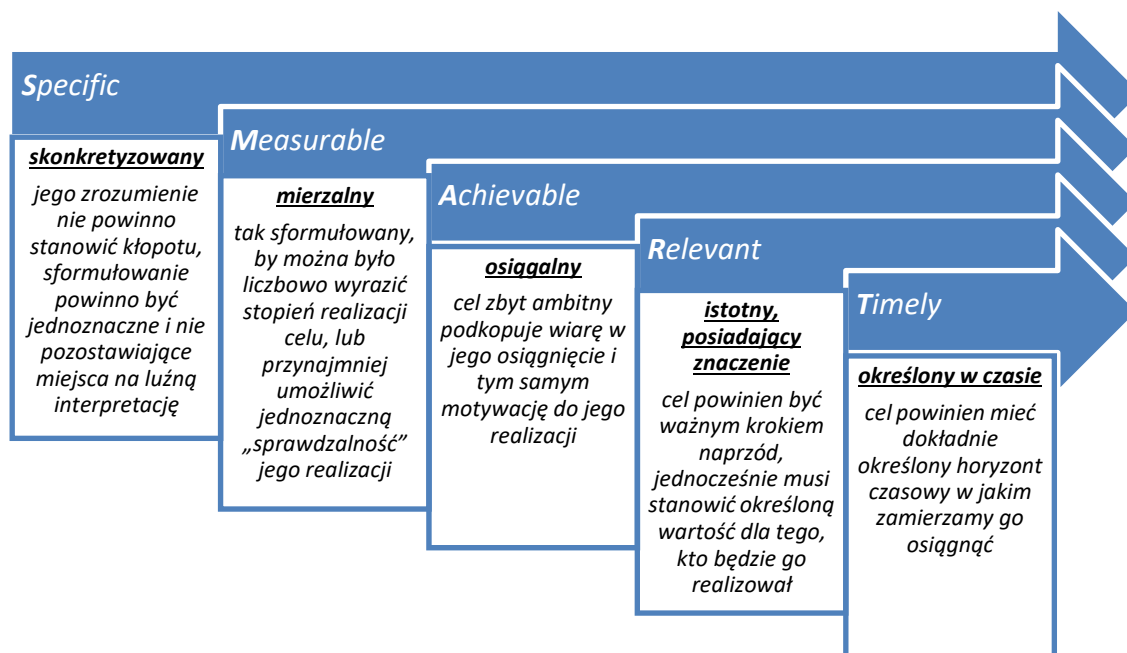 Specific
skonkretyzowany
jego zrozumienie
nie powinno
stanowić kłopotu,
sformułowanie
powinno być
jednoznaczne i nie
pozostawiające
miejsca na luźną
interpretację
Measurable
mierzalny
tak sformułowany,
by można było
liczbowo wyrazić
stopień realizacji
celu, lub
przynajmniej
umożliwić
jednoznaczną
„sprawdzalność”
jego realizacji
Achievable
osiągalny
cel zbyt ambitny
podkopuje wiarę w
jego osiągnięcie i
tym samym
motywację do jego
realizacji
Relevant
istotny,
posiadający
znaczenie
cel powinien być
ważnym krokiem
naprzód,
jednocześnie musi
stanowić określoną
wartość dla tego,
kto będzie go
realizował
Timely
określony w czasie
cel powinien mieć
dokładnie
określony horyzont
czasowy w jakim
zamierzamy go
osiągnąć